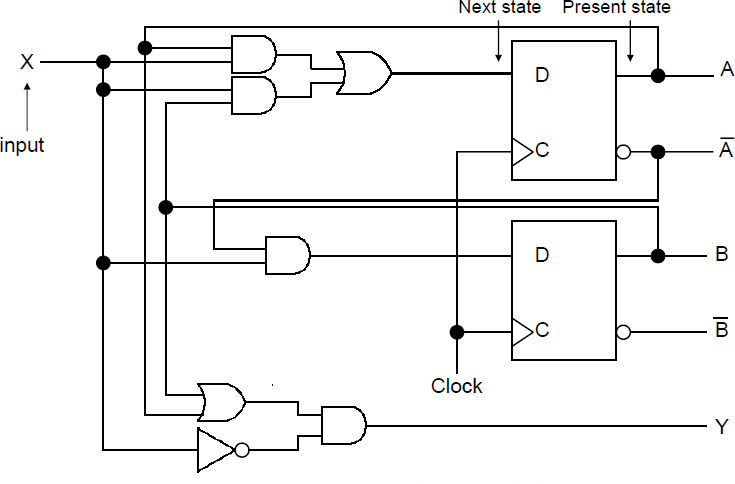 Next state
Present state
X
input
D
A
C
A̅
D
B
C
B̅
Clock
Y